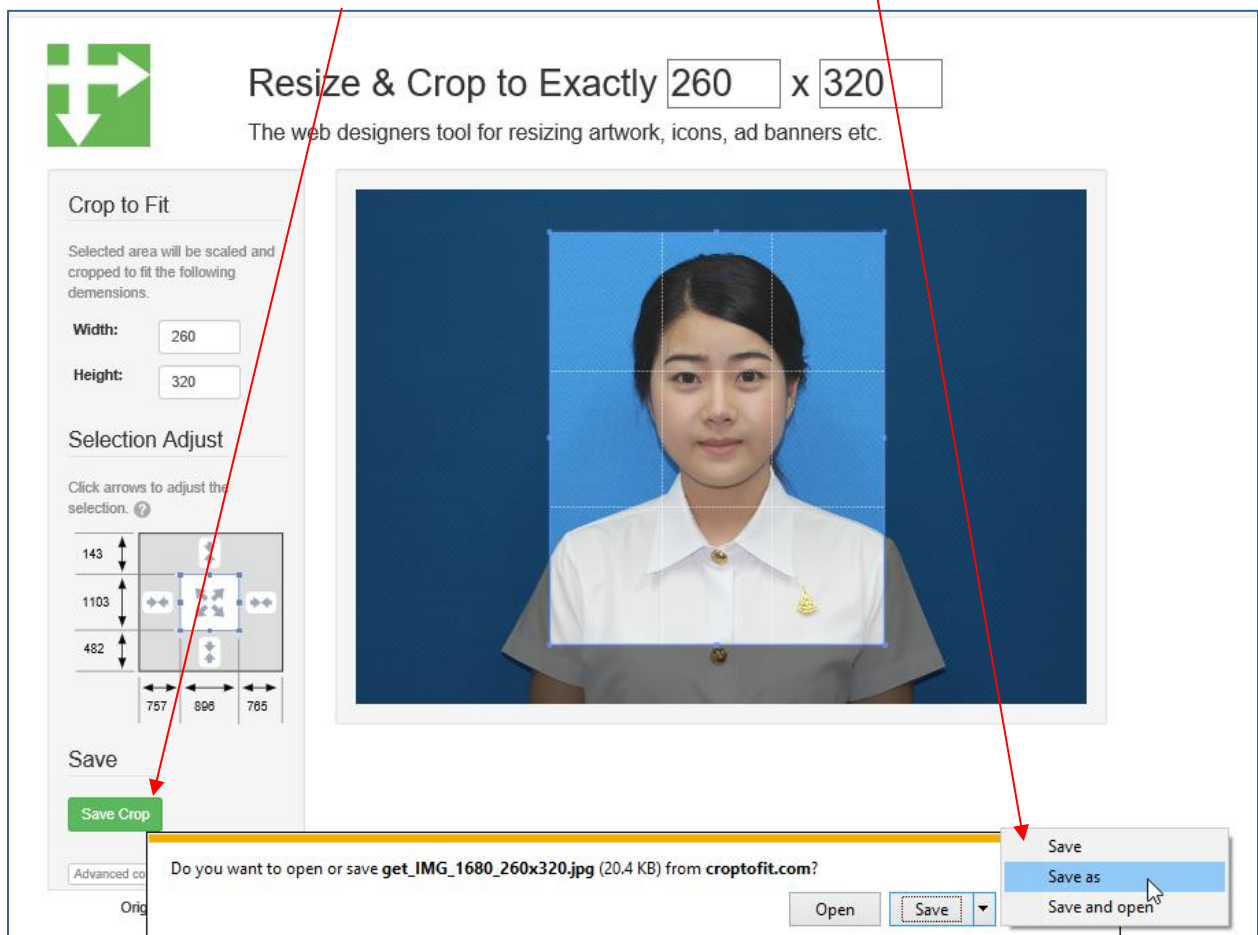 Resize & Crop to Exactly 260 x 320
The web designers tool for resizing artwork, icons, ad banners etc.
Crop to Fit
Selected area will be scaled and
cropped to fit the following
demensions.
Width: 260
Height: 320
Selection Adjust
Click arrows to adjust the
selection. ?
143
1103
482
757 896 765
Save
Save Crop
Advanced co
Orig
Do you want to open or save get_IMG_1680_260x320.jpg (20.4 KB) from croptofit.com?
Open Save
Save
Save as
Save and open